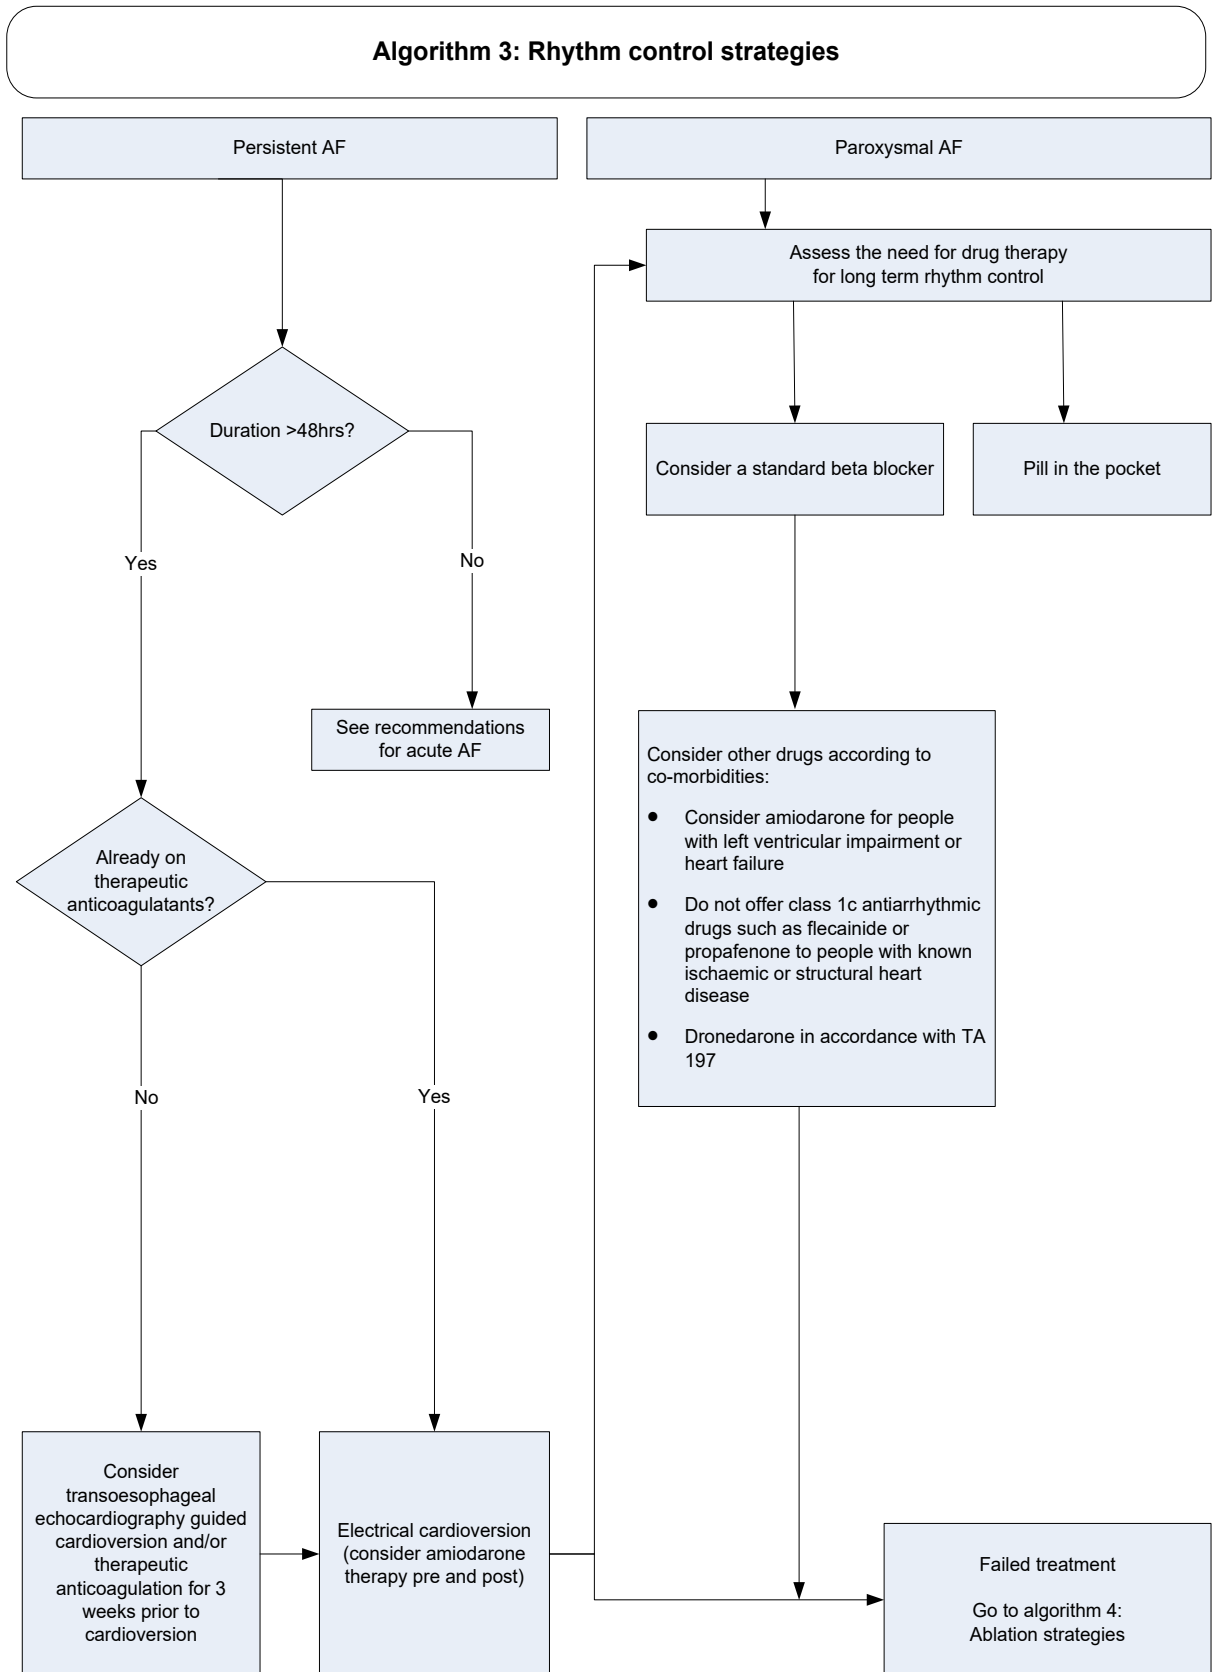 Algorithm 3: Rhythm control strategies
Persistent AF
Paroxysmal AF
Assess the need for drug therapy
for long term rhythm control
Duration >48hrs?
Consider a standard beta blocker
Pill in the pocket
Yes
No
See recommendations
for acute AF
Consider other drugs according to
co-morbidities:
● Consider amiodarone for people
with left ventricular impairment or
heart failure
● Do not offer class 1c antiarrhythmic
drugs such as flecainide or
propafenone to people with known
ischaemic or structural heart
disease
● Dronedarone in accordance with TA
197
Already on
therapeutic
anticoagulatants?
No
Yes
Consider
transoesophageal
echocardiography guided
cardioversion and/or
therapeutic
anticoagulation for 3
weeks prior to
cardioversion
Electrical cardioversion
(consider amiodarone
therapy pre and post)
Failed treatment
Go to algorithm 4:
Ablation strategies